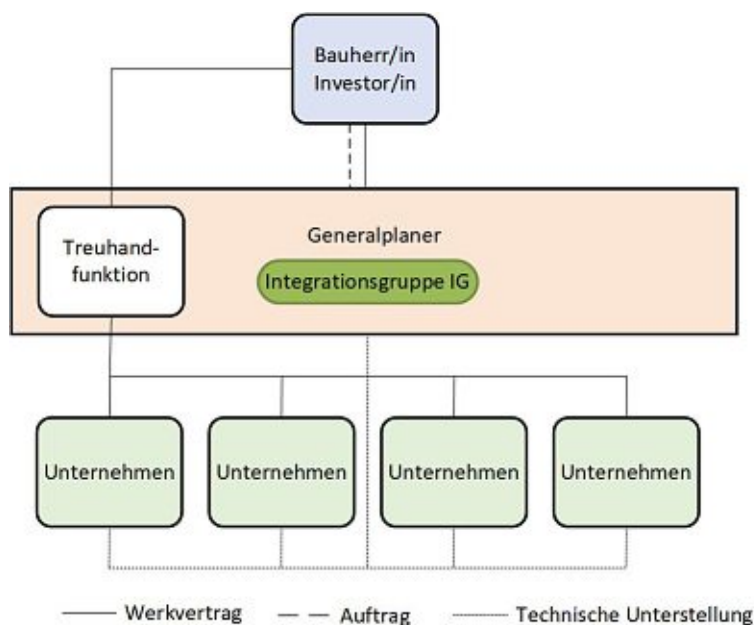 Bauherr/in
Investor/in
Treuhand-
funktion
Generalplaner
Integrationsgruppe IG
Unternehmen
Unternehmen
Unternehmen
Unternehmen
Werkvertrag
Auftrag
Technische Unterstellung